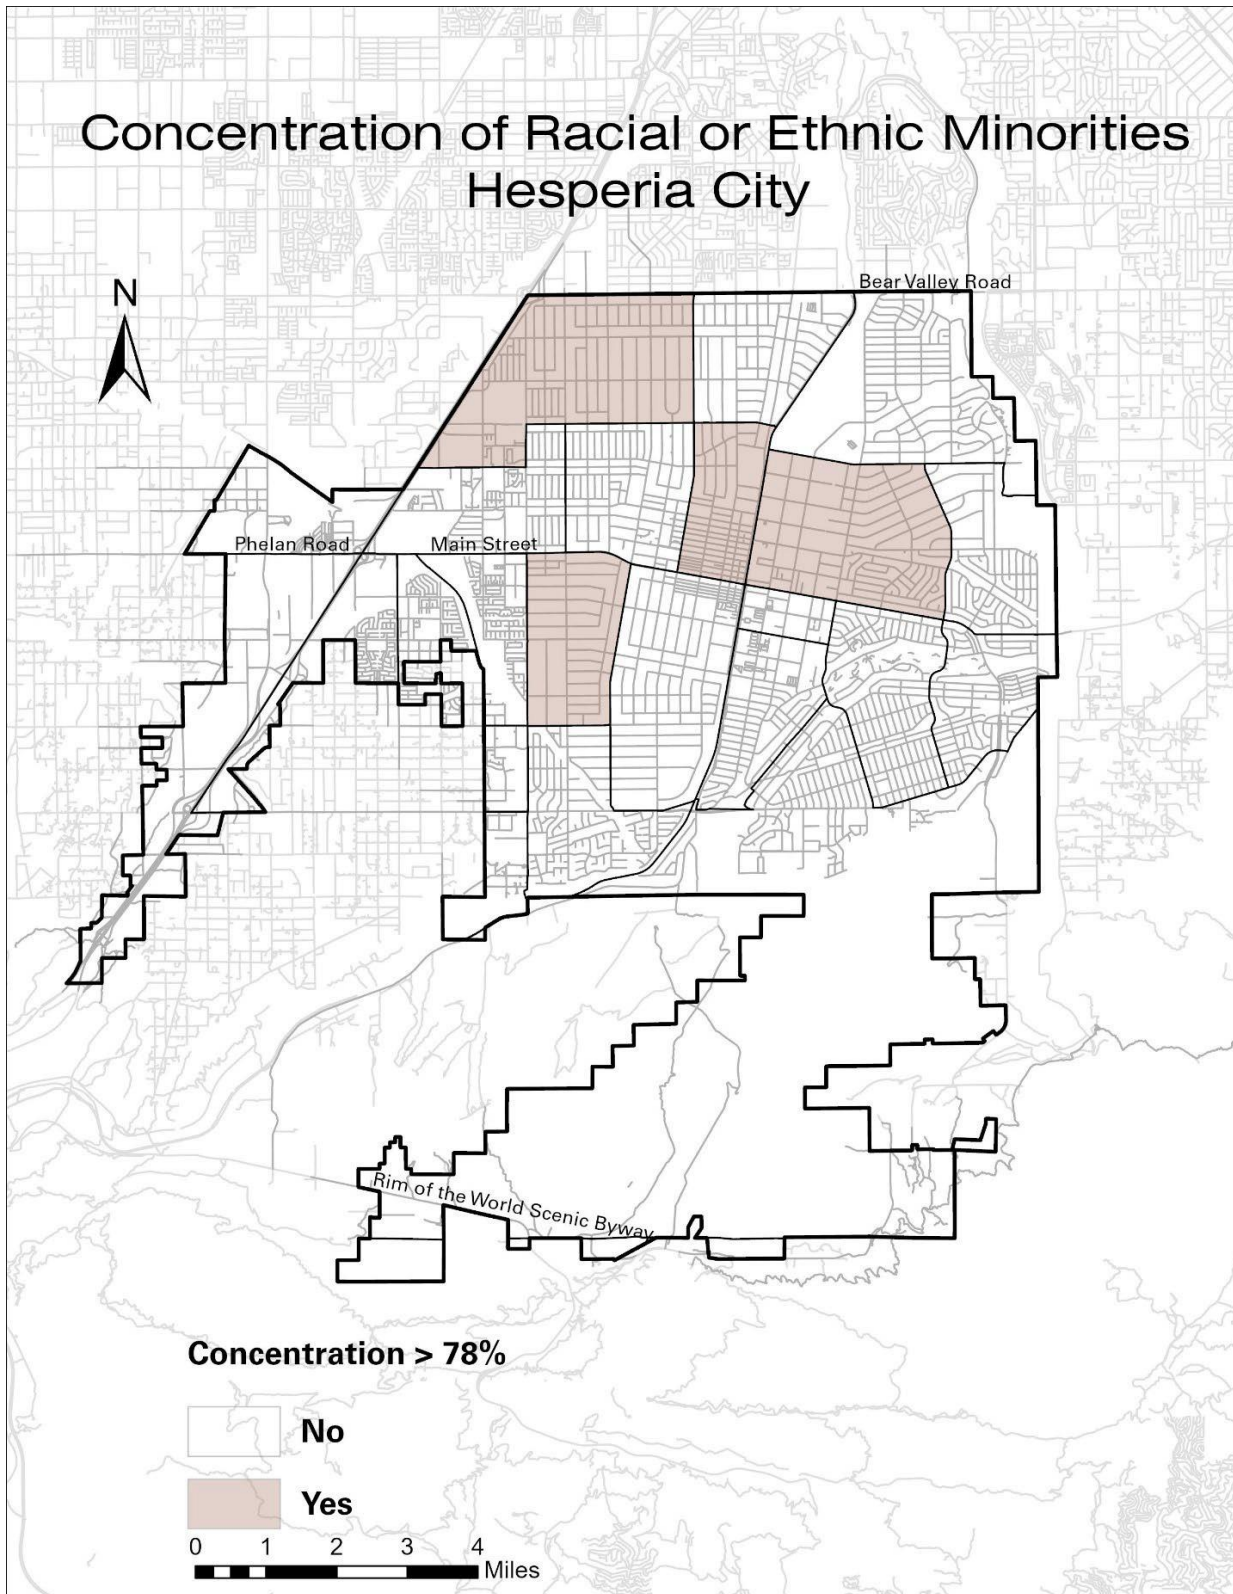 Concentration of Racial or Ethnic Minorities
Hesperia City
N
Bear Valley Road
Phelan Road
Main Street
Rim of the World Scenic Byway
Concentration > 78%
No
Yes
0 1 2 3 4
Miles